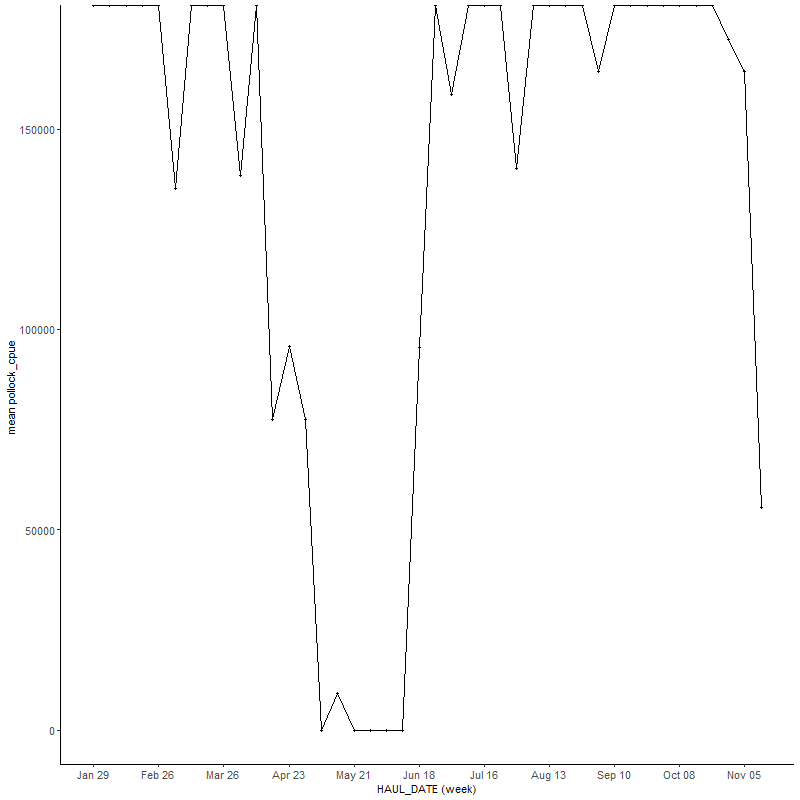 150000
100000
50000
0
mean pollock_cpue
Jan 29 Feb 26 Mar 26 Apr 23 May 21 Jun 18 Jul 16 Aug 13 Sep 10 Oct 08 Nov 05
HAUL_DATE (week)